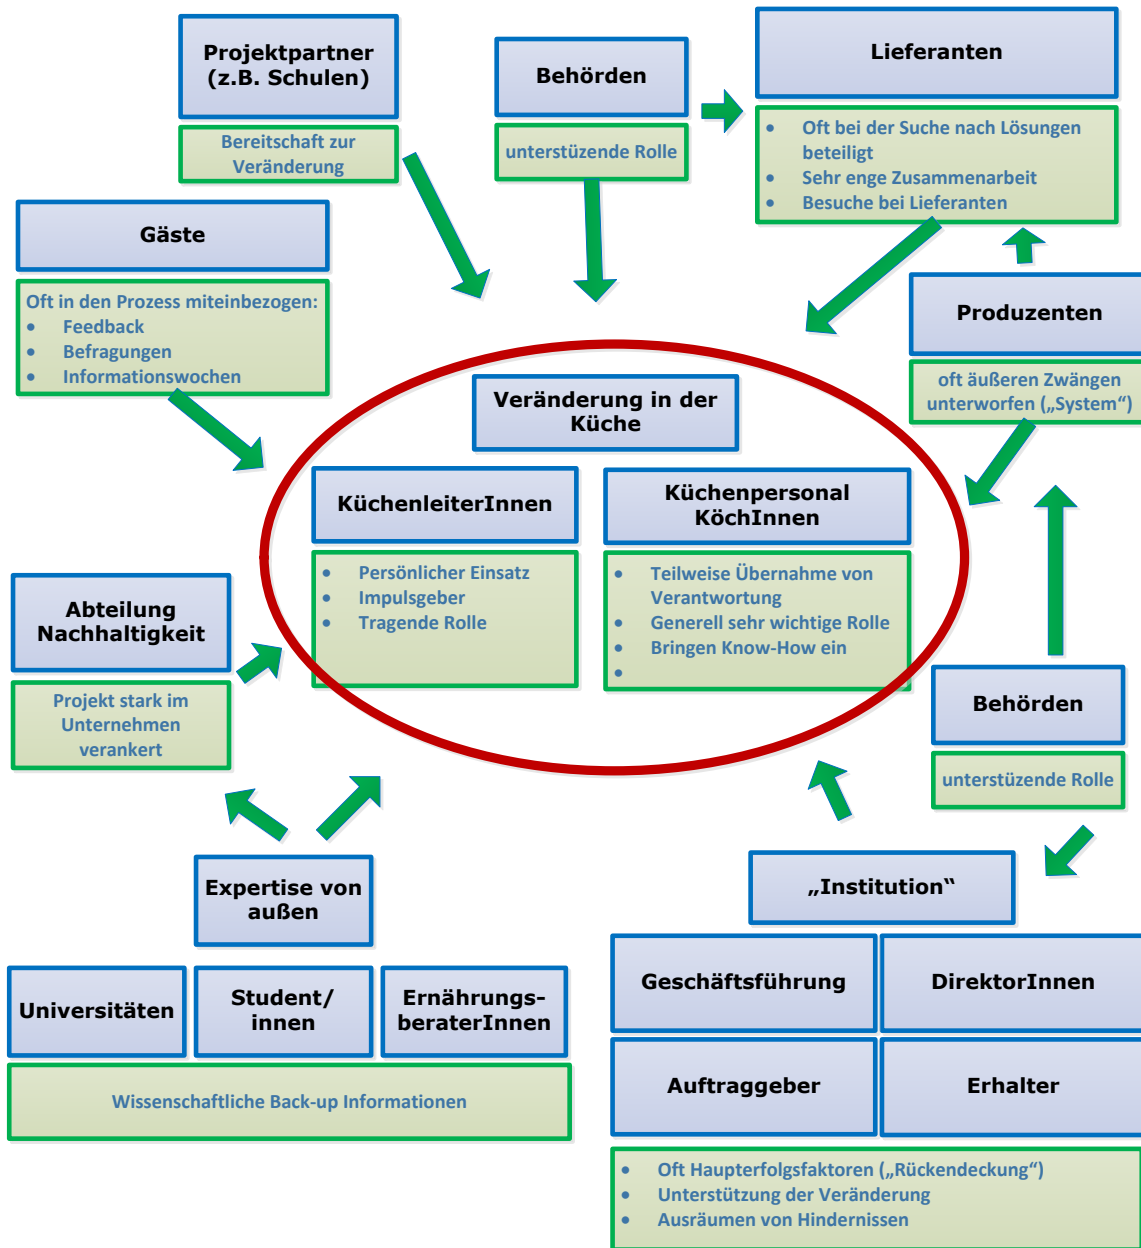 Projektpartner
(z.B. Schulen)
Bereitschaft zur
Veränderung
Behörden
unterstüzende Rolle
Lieferanten
• Oft bei der Suche nach Lösungen
beteiligt
• Sehr enge Zusammenarbeit
• Besuche bei Lieferanten
Gäste
Oft in den Prozess miteinbezogen:
• Feedback
• Befragungen
• Informationswochen
Produzenten
oft äußeren Zwängen
unterworfen („System“)
Veränderung in der
Küche
KüchenleiterInnen
• Persönlicher Einsatz
• Impulsgeber
• Tragende Rolle
Küchenpersonal
KöchInnen
• Teilweise Übernahme von
Verantwortung
• Generell sehr wichtige Rolle
• Bringen Know-How ein
•
Abteilung
Nachhaltigkeit
Projekt stark im
Unternehmen
verankert
Behörden
unterstüzende Rolle
Expertise von
außen
Universitäten
Student/
innen
Ernährungs-
beraterInnen
Wissenschaftliche Back-up Informationen
„Institution“
Geschäftsführung
DirektorInnen
Auftraggeber
Erhalter
• Oft Haupterfolgsfaktoren („Rückendeckung“)
• Unterstützung der Veränderung
• Ausräumen von Hindernissen